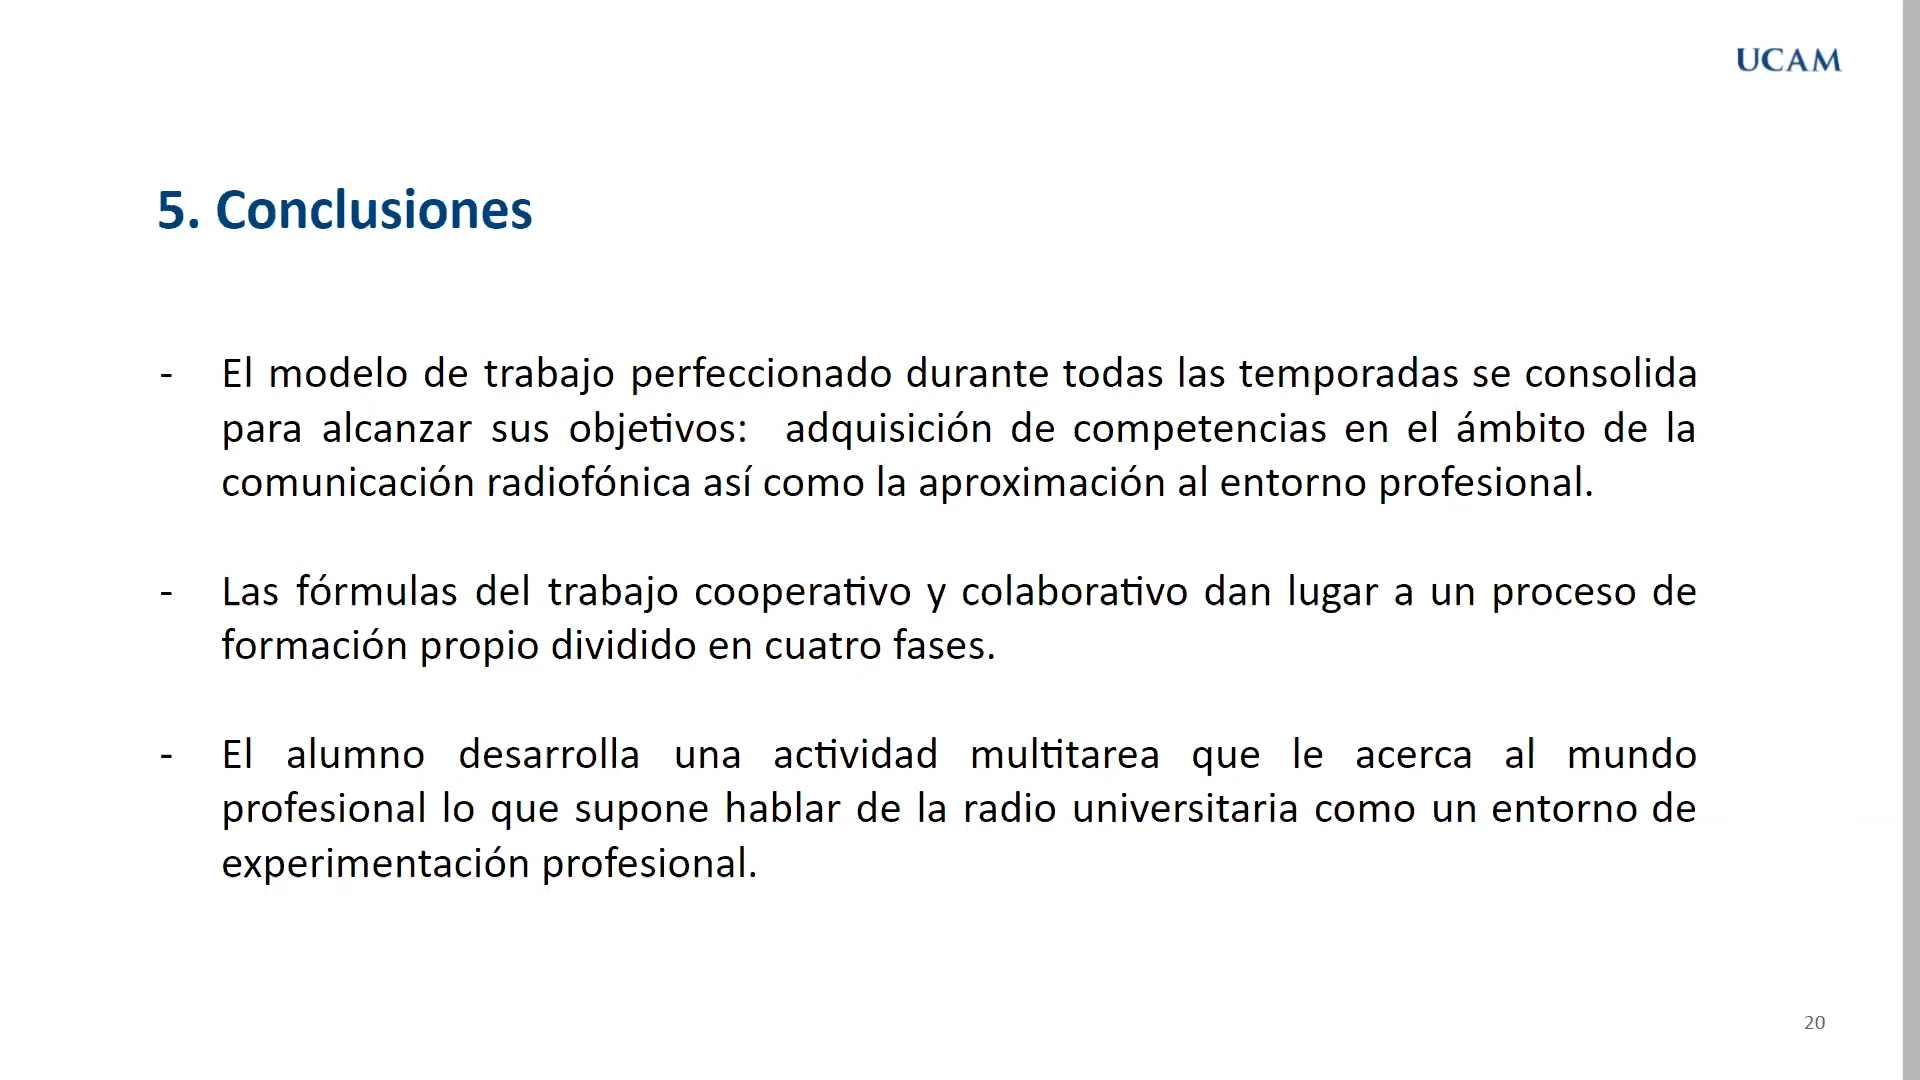 UCAM
5. Conclusiones
- El modelo de trabajo perfeccionado durante todas las temporadas se consolida
para alcanzar sus objetivos:  adquisición de competencias en el ámbito de la
comunicación radiofónica así como la aproximación al entorno profesional.
- Las fórmulas del trabajo cooperativo y colaborativo dan lugar a un proceso de
formación propio dividido en cuatro fases.
- El alumno desarrolla una actividad multitarea que le acerca al mundo
profesional lo que supone hablar de la radio universitaria como un entorno de
experimentación profesional.
20